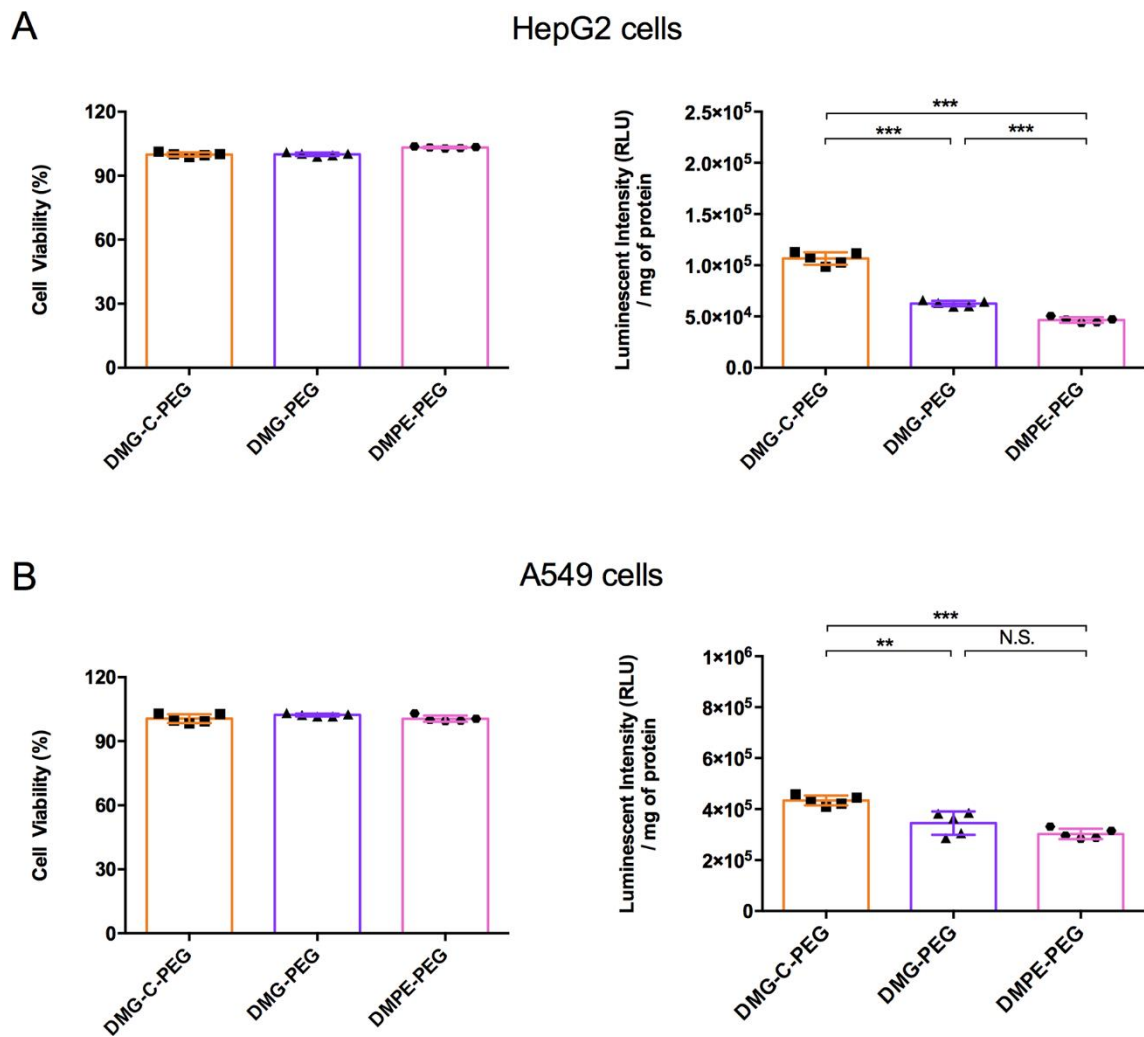 A
HepG2 cells
Cell Viability (%)
120
90
60
30
0
DMG-C-PEG
DMG-PEG
DMPE-PEG
Luminescent Intensity (RLU)
/ mg of protein
2.5×10⁵
2.0×10⁵
1.5×10⁵
1.0×10⁵
5.0×10⁴
0.0
***
***
***
DMG-C-PEG
DMG-PEG
DMPE-PEG
B
A549 cells
Cell Viability (%)
120
90
60
30
0
DMG-C-PEG
DMG-PEG
DMPE-PEG
Luminescent Intensity (RLU)
/ mg of protein
1×10⁶
8×10⁵
6×10⁵
4×10⁵
2×10⁵
0
***
**
N.S.
DMG-C-PEG
DMG-PEG
DMPE-PEG